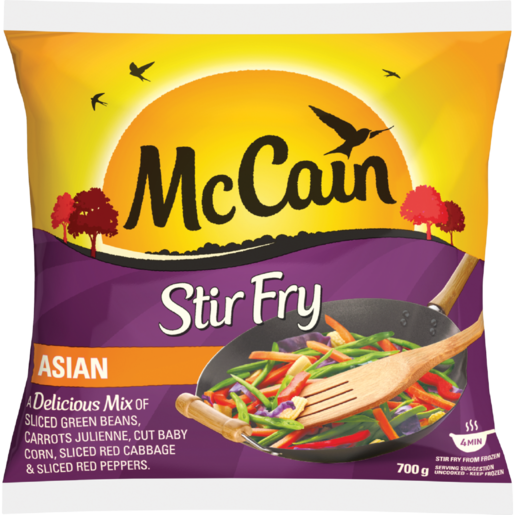 McCain
Stir Fry
ASIAN
A Delicious Mix OF
SLICED GREEN BEANS,
CARROTS JULIENNE, CUT BABY
CORN, SLICED RED CABBAGE
& SLICED RED PEPPERS.
700 g
4 MIN
STIR FRY FROM FROZEN
SERVING SUGGESTION
UNCOOKED - KEEP FROZEN